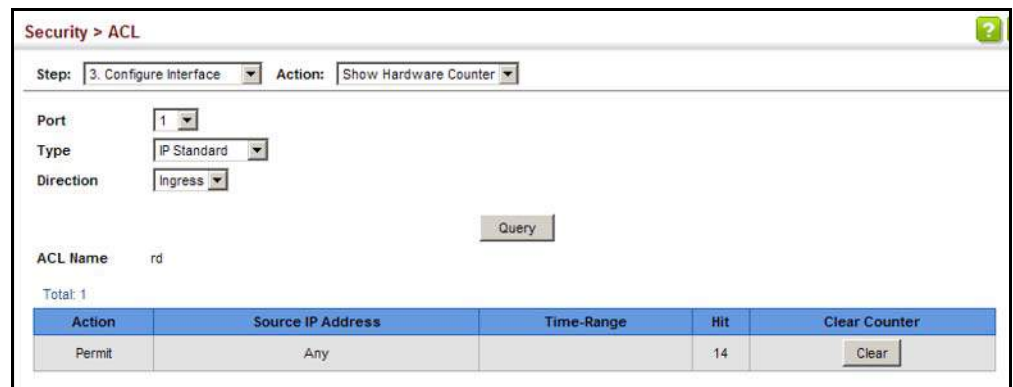 Security > ACL
?
Step: 3. Configure Interface Action: Show Hardware Counter
Port 1
Type IP Standard
Direction Ingress
Query
ACL Name rd
Total: 1
Action Source IP Address Time-Range Hit Clear Counter
Permit Any 14 Clear